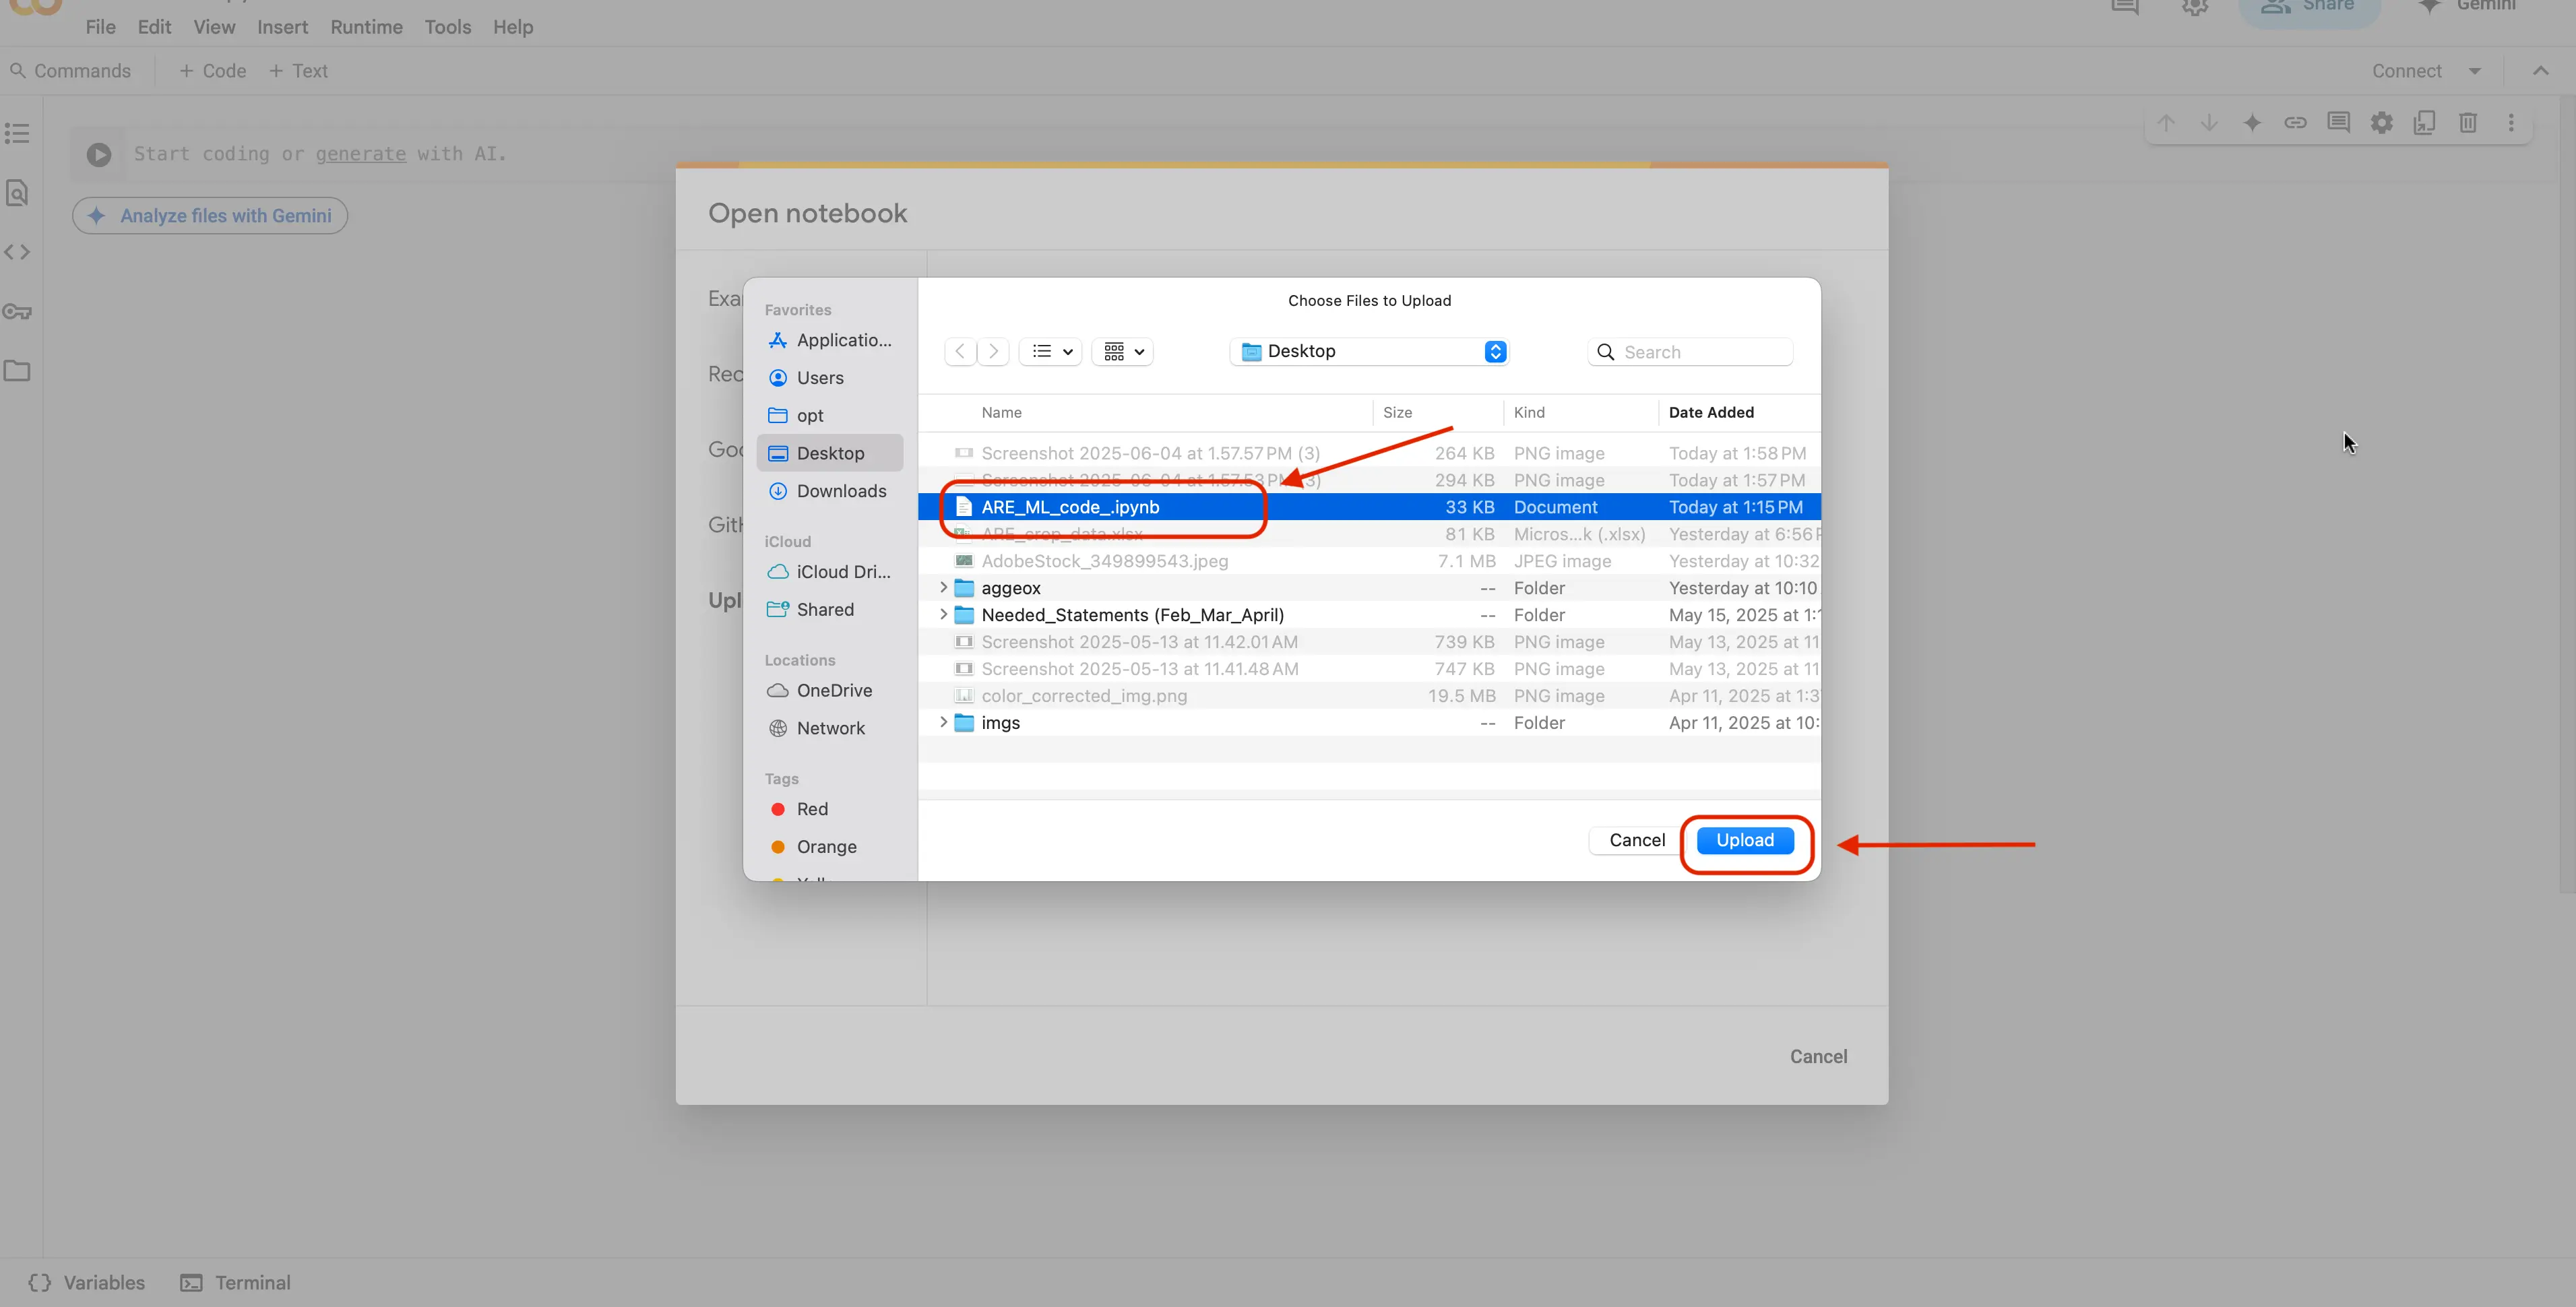 File Edit View Insert Runtime Tools Help
Share
Gemini
Commands + Code + Text
Connect
Start coding or generate with AI.
Analyze files with Gemini
Open notebook
Choose Files to Upload
Favorites
Applicatio...
Users
opt
Desktop
Downloads
iCloud
iCloud Dri...
Shared
Locations
OneDrive
Network
Tags
Red
Orange
Desktop
Search
Name Size Kind Date Added
Screenshot 2025-06-04 at 1.57.57 PM (3) 264 KB PNG image Today at 1:58 PM
Screenshot 2025-06-04 at 1.57.53 PM (3) 294 KB PNG image Today at 1:57 PM
ARE_ML_code_.ipynb 33 KB Document Today at 1:15 PM
ARE_crop_data.xlsx 81 KB Micros...k (.xlsx) Yesterday at 6:56
AdobeStock_349899543.jpeg 7.1 MB JPEG image Yesterday at 10:32
aggeox -- Folder Yesterday at 10:10
Needed_Statements (Feb_Mar_April) -- Folder May 15, 2025 at 1:
Screenshot 2025-05-13 at 11.42.01 AM 739 KB PNG image May 13, 2025 at 11
Screenshot 2025-05-13 at 11.41.48 AM 747 KB PNG image May 13, 2025 at 11
color_corrected_img.png 19.5 MB PNG image Apr 11, 2025 at 1:3
imgs -- Folder Apr 11, 2025 at 10:
Cancel Upload
Cancel
Variables Terminal